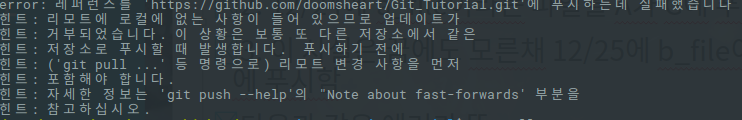 error: 레퍼런스를 'https://github.com/doomsheart/Git_Tutorial.git'에 푸시하는데 실패했습니다
힌트: 리모트에 로컬에 없는 사항이 들어 있으므로 업데이트가
힌트: 거부되었습니다. 이 상황은 보통 또 다른 저장소에서 같은
힌트: 저장소로 푸시할 때 발생합니다. 푸시하기 전에
힌트: ('git pull ...' 등 명령으로) 리모트 변경 사항을 먼저
힌트: 포함해야 합니다.
힌트: 자세한 정보는 'git push --help'의 "Note about fast-forwards' 부분을
힌트: 참고하십시오.
모른채 12/25에 b_file
에 푸시함